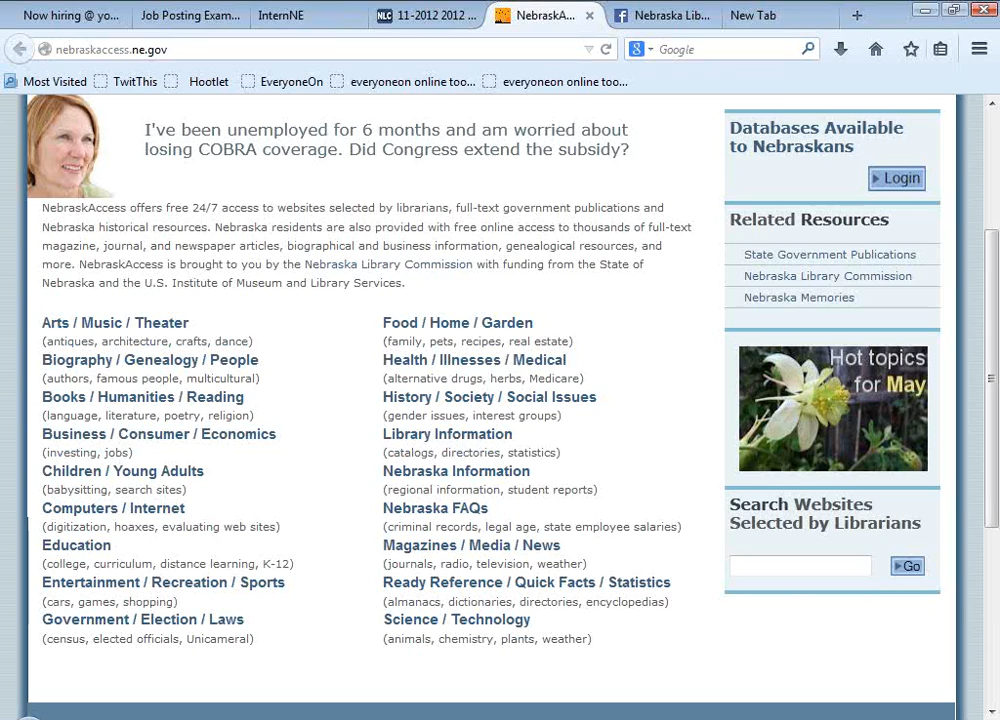 Now hiring @ yo... Job Posting Exam... InternNE NLC 11-2012 2012 ... NebraskA... Nebraska Lib... New Tab
nebraskaccess.ne.gov
Google
Most Visited TwitThis Hootlet EveryoneOn everyoneon online too... everyoneon online too...
I've been unemployed for 6 months and am worried about
losing COBRA coverage. Did Congress extend the subsidy?
NebraskAccess offers free 24/7 access to websites selected by librarians, full-text government publications and
Nebraska historical resources. Nebraska residents are also provided with free online access to thousands of full-text
magazine, journal, and newspaper articles, biographical and business information, genealogical resources, and
more. NebraskAccess is brought to you by the Nebraska Library Commission with funding from the State of
Nebraska and the U.S. Institute of Museum and Library Services.
Arts / Music / Theater
(antiques, architecture, crafts, dance)
Biography / Genealogy / People
(authors, famous people, multicultural)
Books / Humanities / Reading
(language, literature, poetry, religion)
Business / Consumer / Economics
(investing, jobs)
Children / Young Adults
(babysitting, search sites)
Computers / Internet
(digitization, hoaxes, evaluating web sites)
Education
(college, curriculum, distance learning, K-12)
Entertainment / Recreation / Sports
(cars, games, shopping)
Government / Election / Laws
(census, elected officials, Unicameral)
Food / Home / Garden
(family, pets, recipes, real estate)
Health / Illnesses / Medical
(alternative drugs, herbs, Medicare)
History / Society / Social Issues
(gender issues, interest groups)
Library Information
(catalogs, directories, statistics)
Nebraska Information
(regional information, student reports)
Nebraska FAQs
(criminal records, legal age, state employee salaries)
Magazines / Media / News
(journals, radio, television, weather)
Ready Reference / Quick Facts / Statistics
(almanacs, dictionaries, directories, encyclopedias)
Science / Technology
(animals, chemistry, plants, weather)
Databases Available
to Nebraskans
Login
Related Resources
State Government Publications
Nebraska Library Commission
Nebraska Memories
Hot topics
for May
Search Websites
Selected by Librarians
Go